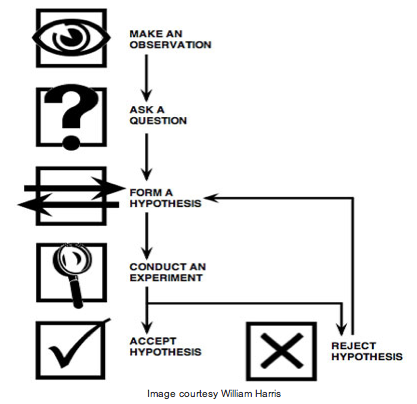 MAKE AN
OBSERVATION
ASK A
QUESTION
FORM A
HYPOTHESIS
CONDUCT AN
EXPERIMENT
ACCEPT
HYPOTHESIS
REJECT
HYPOTHESIS
Image courtesy William Harris